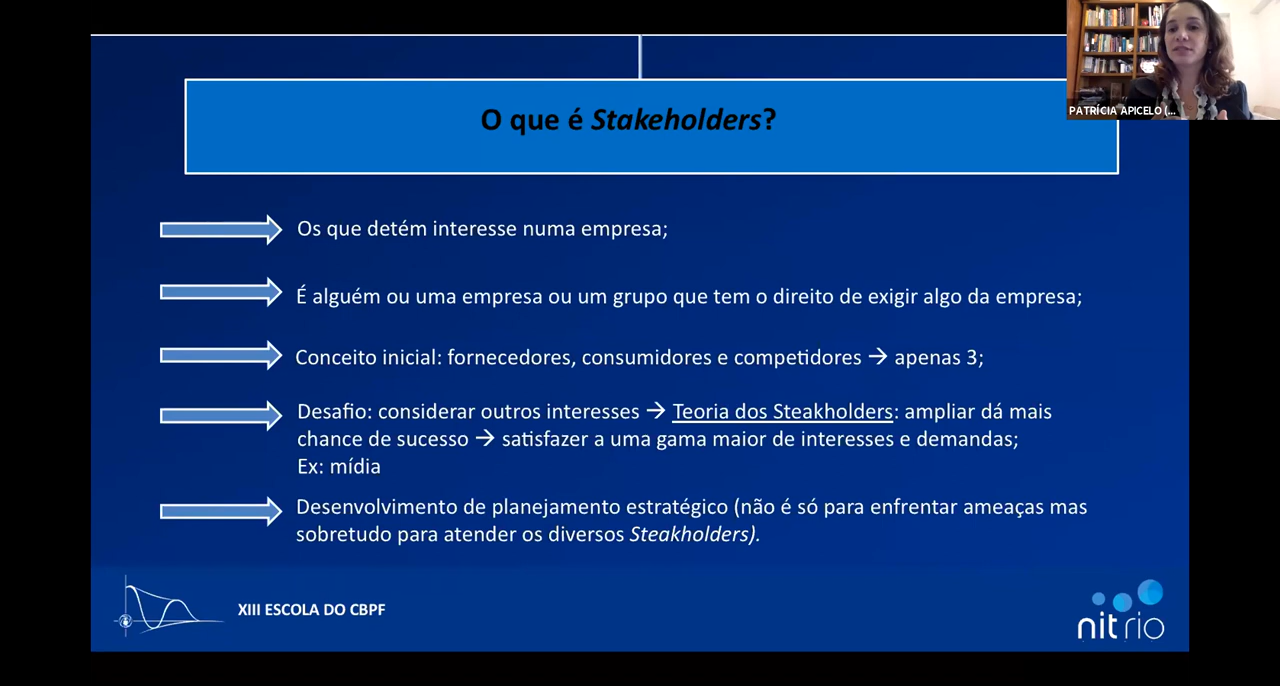 O que é Stakeholders?
PATRÍCIA APICELO (...
Os que detém interesse numa empresa;
É alguém ou uma empresa ou um grupo que tem o direito de exigir algo da empresa;
Conceito inicial: fornecedores, consumidores e competidores → apenas 3;
Desafio: considerar outros interesses → Teoria dos Steakholders: ampliar dá mais
chance de sucesso → satisfazer a uma gama maior de interesses e demandas;
Ex: mídia
Desenvolvimento de planejamento estratégico (não é só para enfrentar ameaças mas
sobretudo para atender os diversos Steakholders).
XIII ESCOLA DO CBPF
nitrio